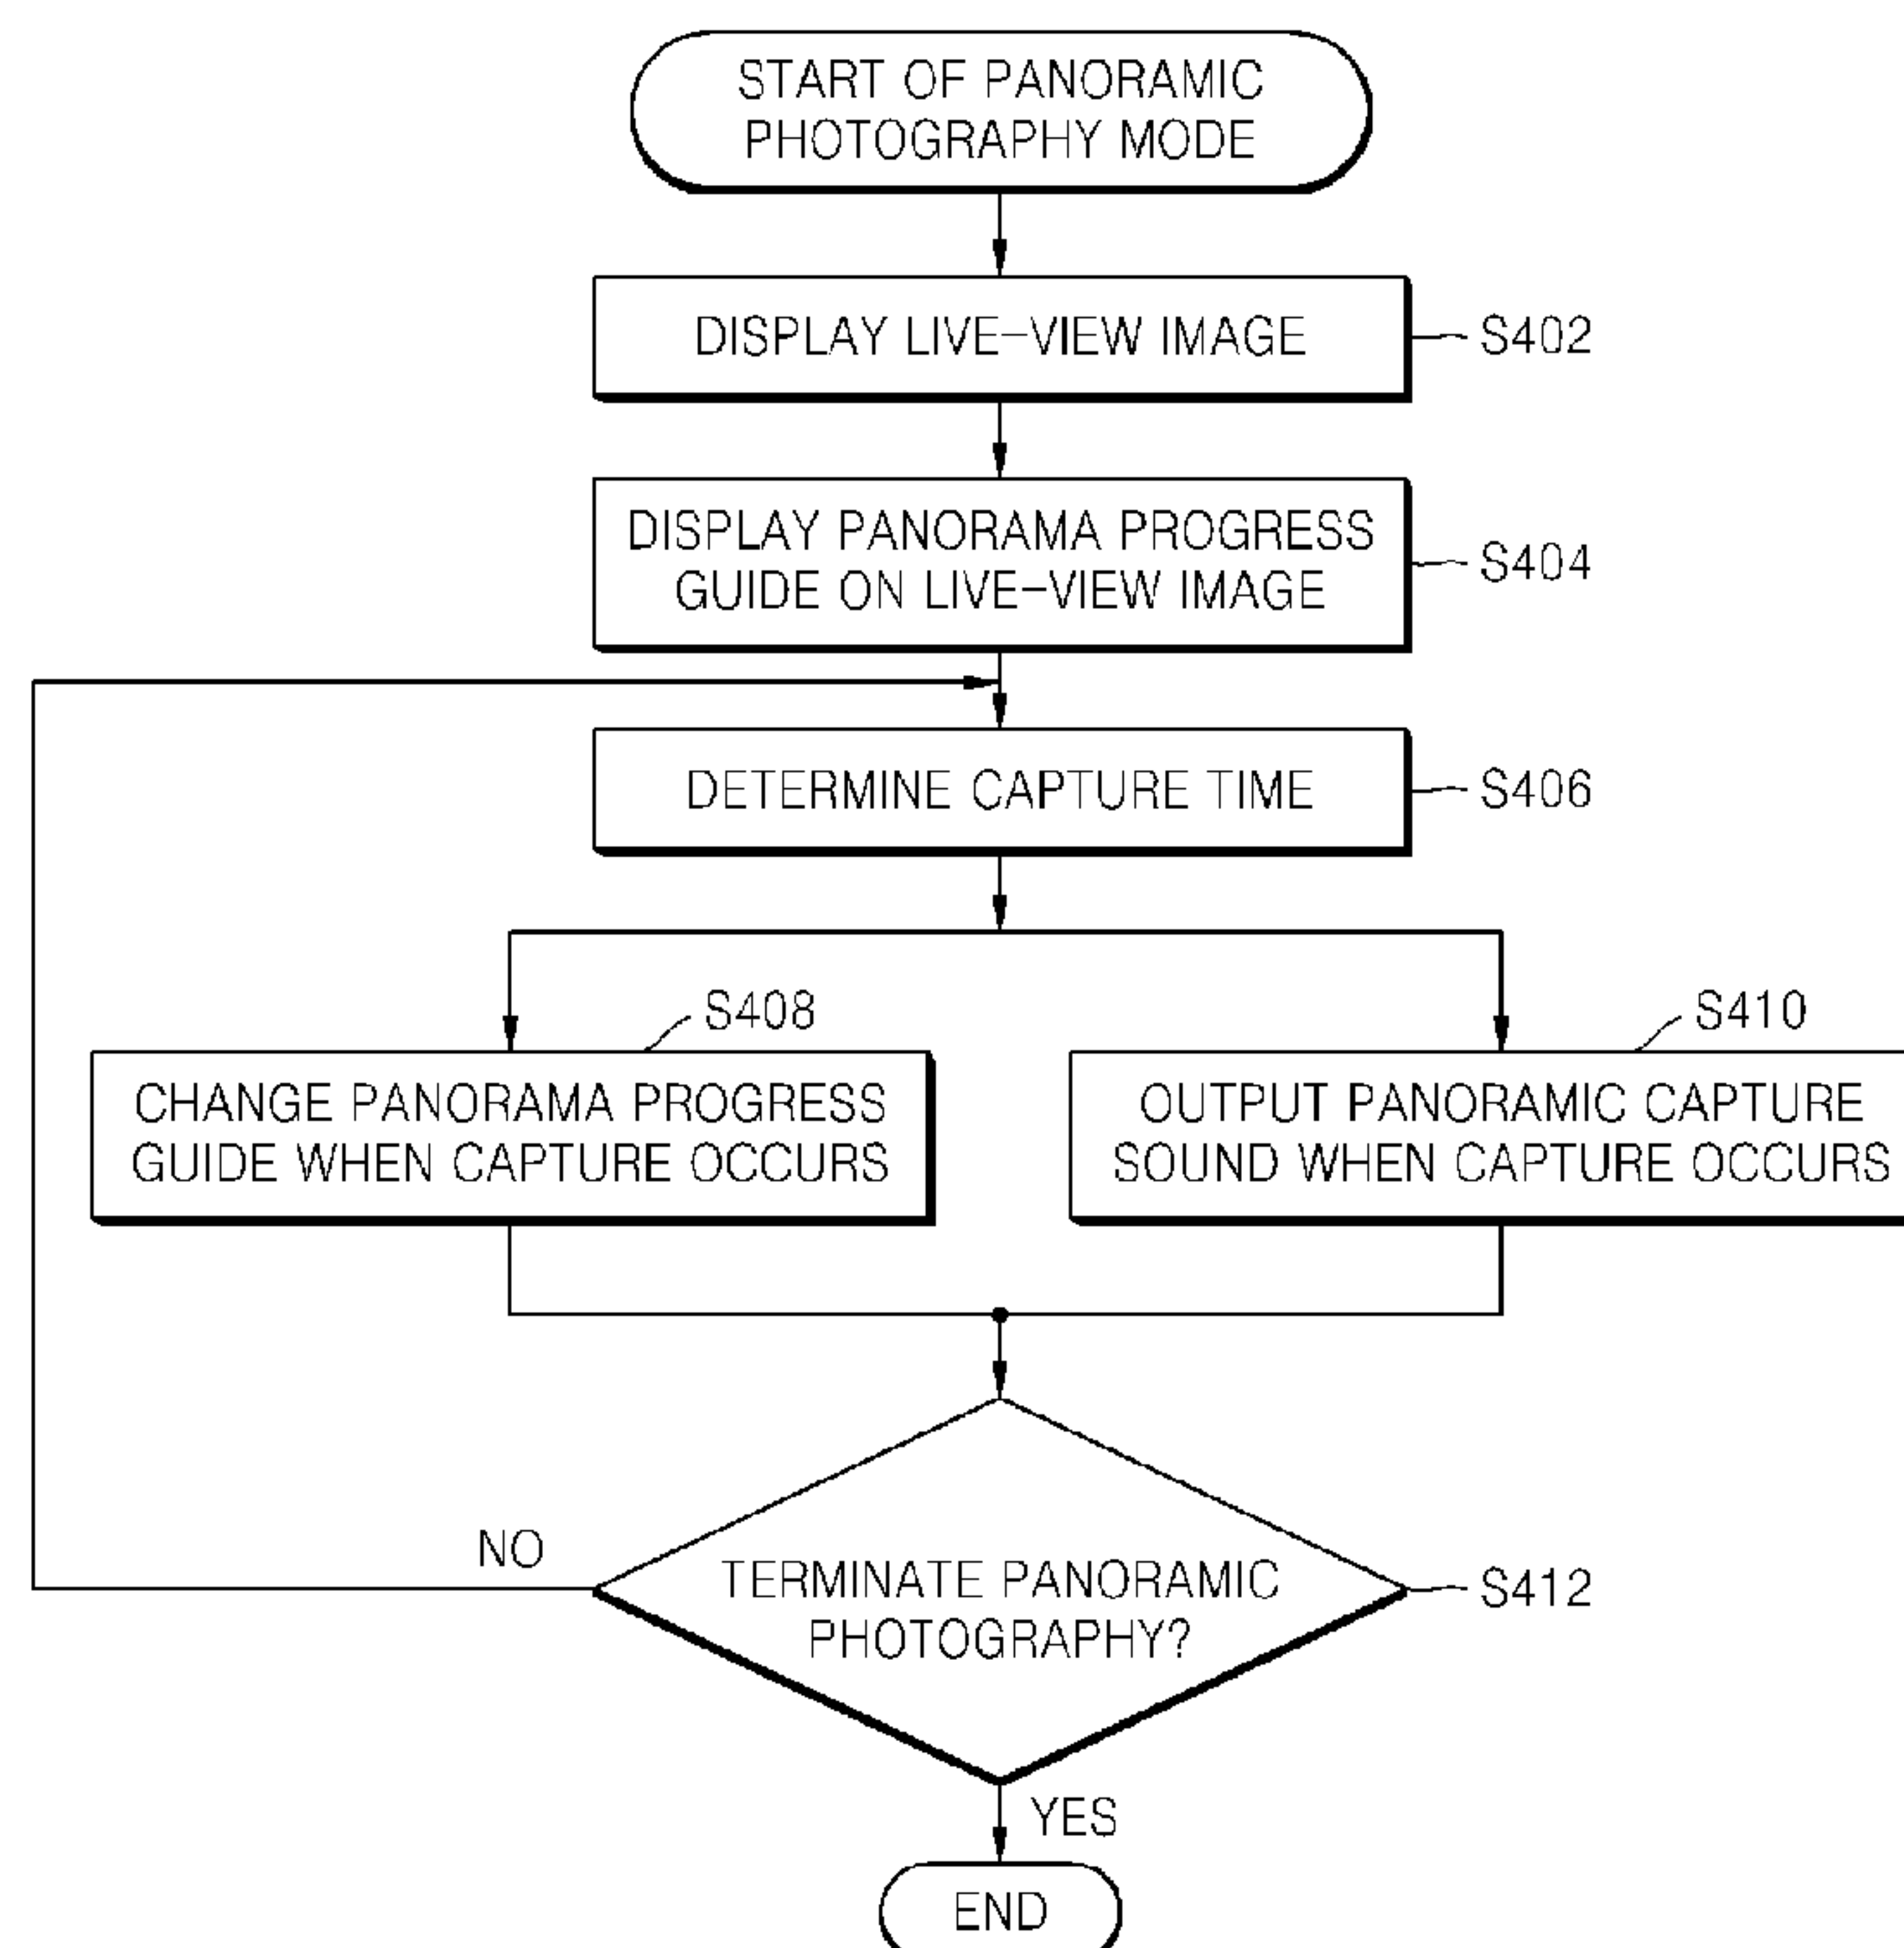 START OF PANORAMIC
PHOTOGRAPHY MODE
DISPLAY LIVE-VIEW IMAGE
S402
DISPLAY PANORAMA PROGRESS
GUIDE ON LIVE-VIEW IMAGE
S404
DETERMINE CAPTURE TIME
S406
S408
CHANGE PANORAMA PROGRESS
GUIDE WHEN CAPTURE OCCURS
S410
OUTPUT PANORAMIC CAPTURE
SOUND WHEN CAPTURE OCCURS
NO
TERMINATE PANORAMIC
PHOTOGRAPHY?
S412
YES
END